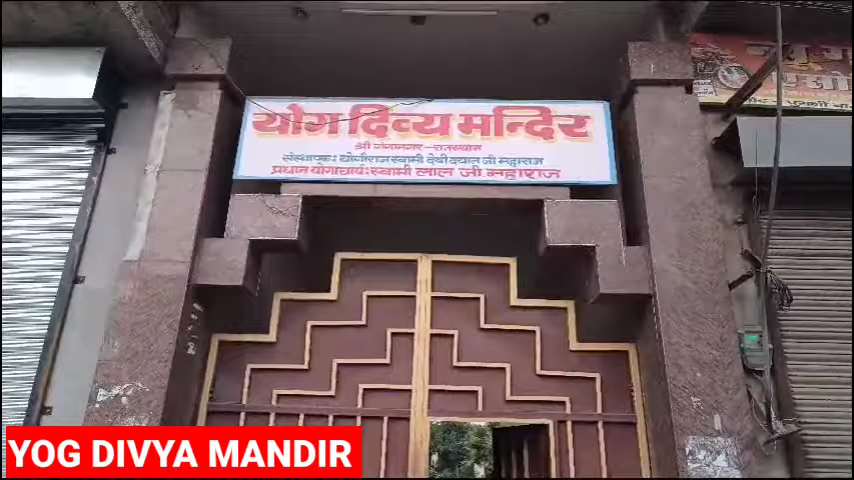 योग दिव्य मन्दिर
श्री गंगानगर-राजस्थान
संस्थापक:योगीराज स्वामी देवी दयाल जी महाराज
प्रधान योगाचार्य:स्वामी लाल जी महाराज
YOG DIVYA MANDIR